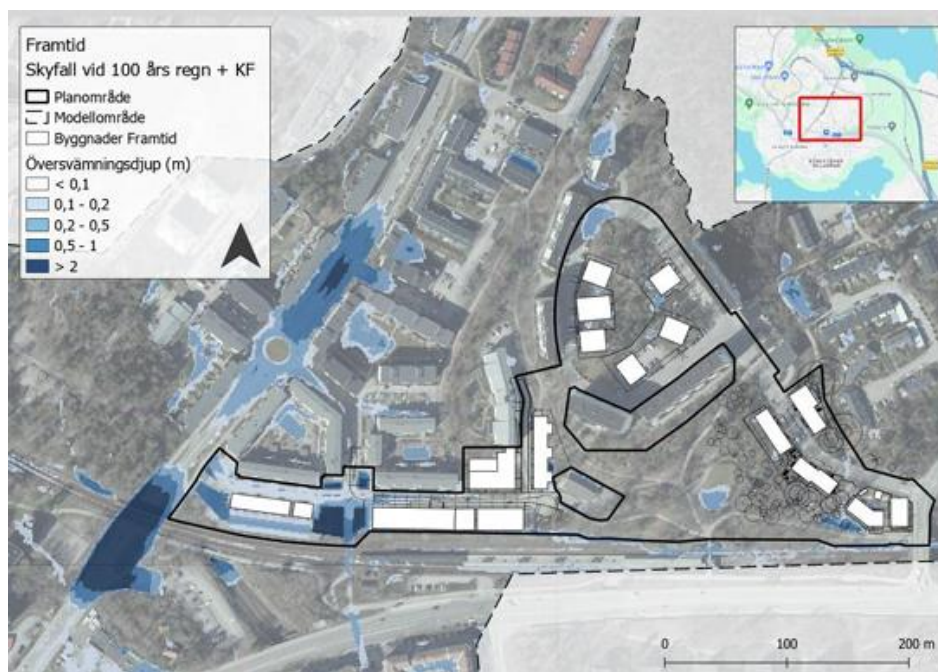 Framtid
Skyfall vid 100 års regn + KF
Planområde
Modellområde
Byggnader Framtid
Översvämningsdjup (m)
< 0,1
0,1 - 0,2
0,2 - 0,5
0,5 - 1
> 2
0 100 200 m